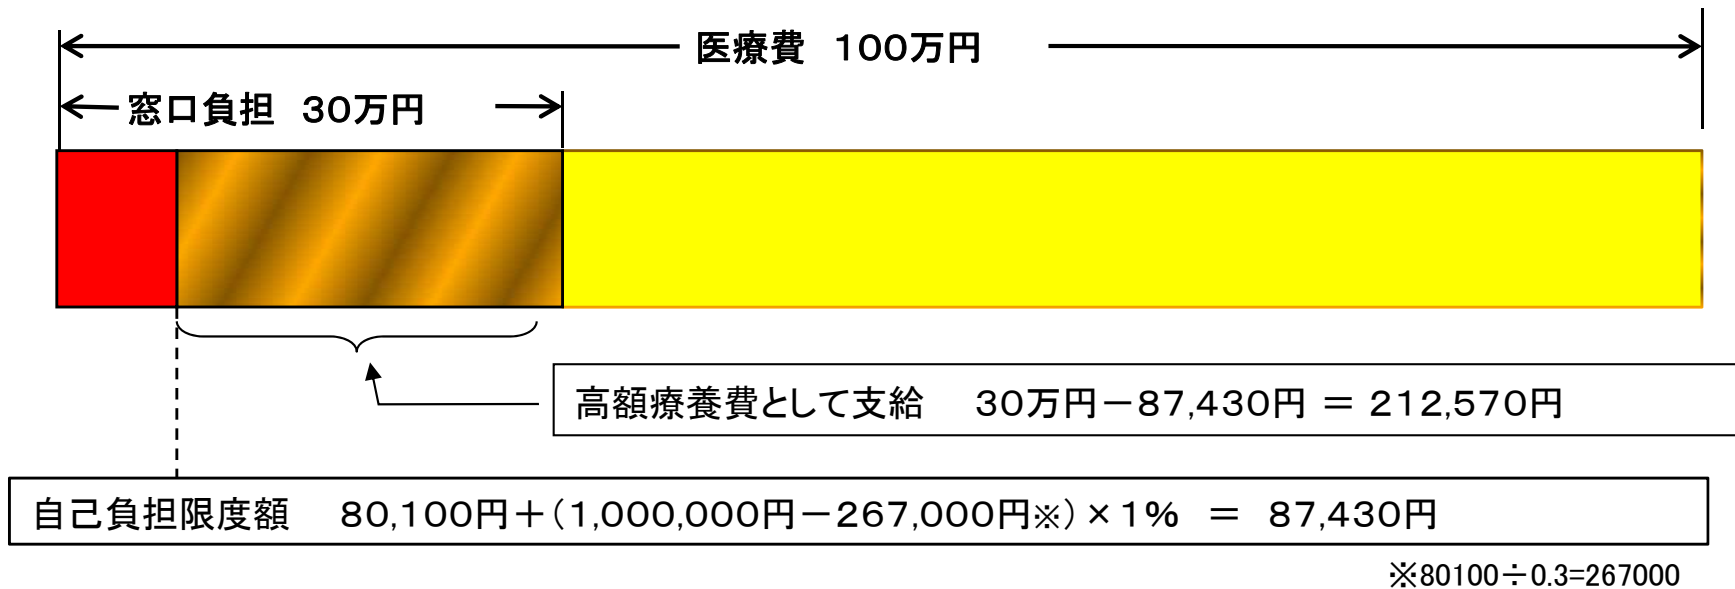 医療費　１００万円
窓口負担　３０万円
高額療養費として支給　３０万円－８７,４３０円 ＝ ２１２,５７０円
自己負担限度額　８０,１００円＋（１,０００,０００円－２６７,０００円※）×１％　＝　８７,４３０円
※80100÷0.3=267000